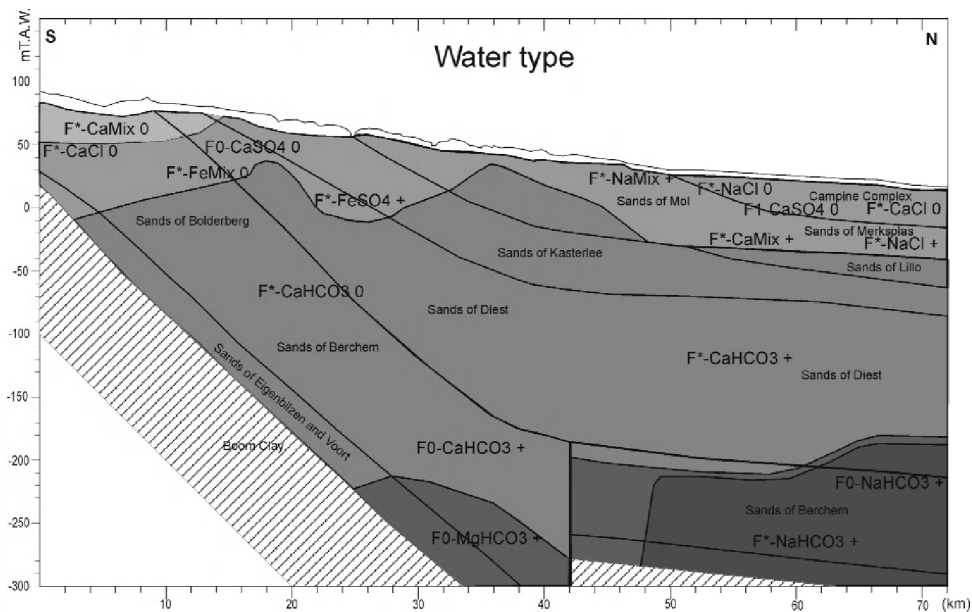 mT.A.W.
S
N
Water type
100
50
0
-50
-100
-150
-200
-250
-300
F*-CaMix 0
F*-CaCl 0
F0-CaSO4 0
F*-FeMix 0
F*-FeSO4 +
F*-NaMix +
Sands of Mol
F*-NaCl 0
Campine Complex
F1-CaSO4 0
F*-CaCl 0
Sands of Merksplas
F*-CaMix +
F*-NaCl +
Sands of Lillo
Sands of Bolderberg
Sands of Kasterlee
F*-CaHCO3 0
Sands of Diest
Sands of Berchem
F*-CaHCO3 +
Sands of Diest
Sands of Eigenbilzen and Voort
Boom Clay
F0-CaHCO3 +
F0-NaHCO3 +
Sands of Berchem
F0-MgHCO3 +
F*-NaHCO3 +
10
20
30
40
50
60
70
(km)